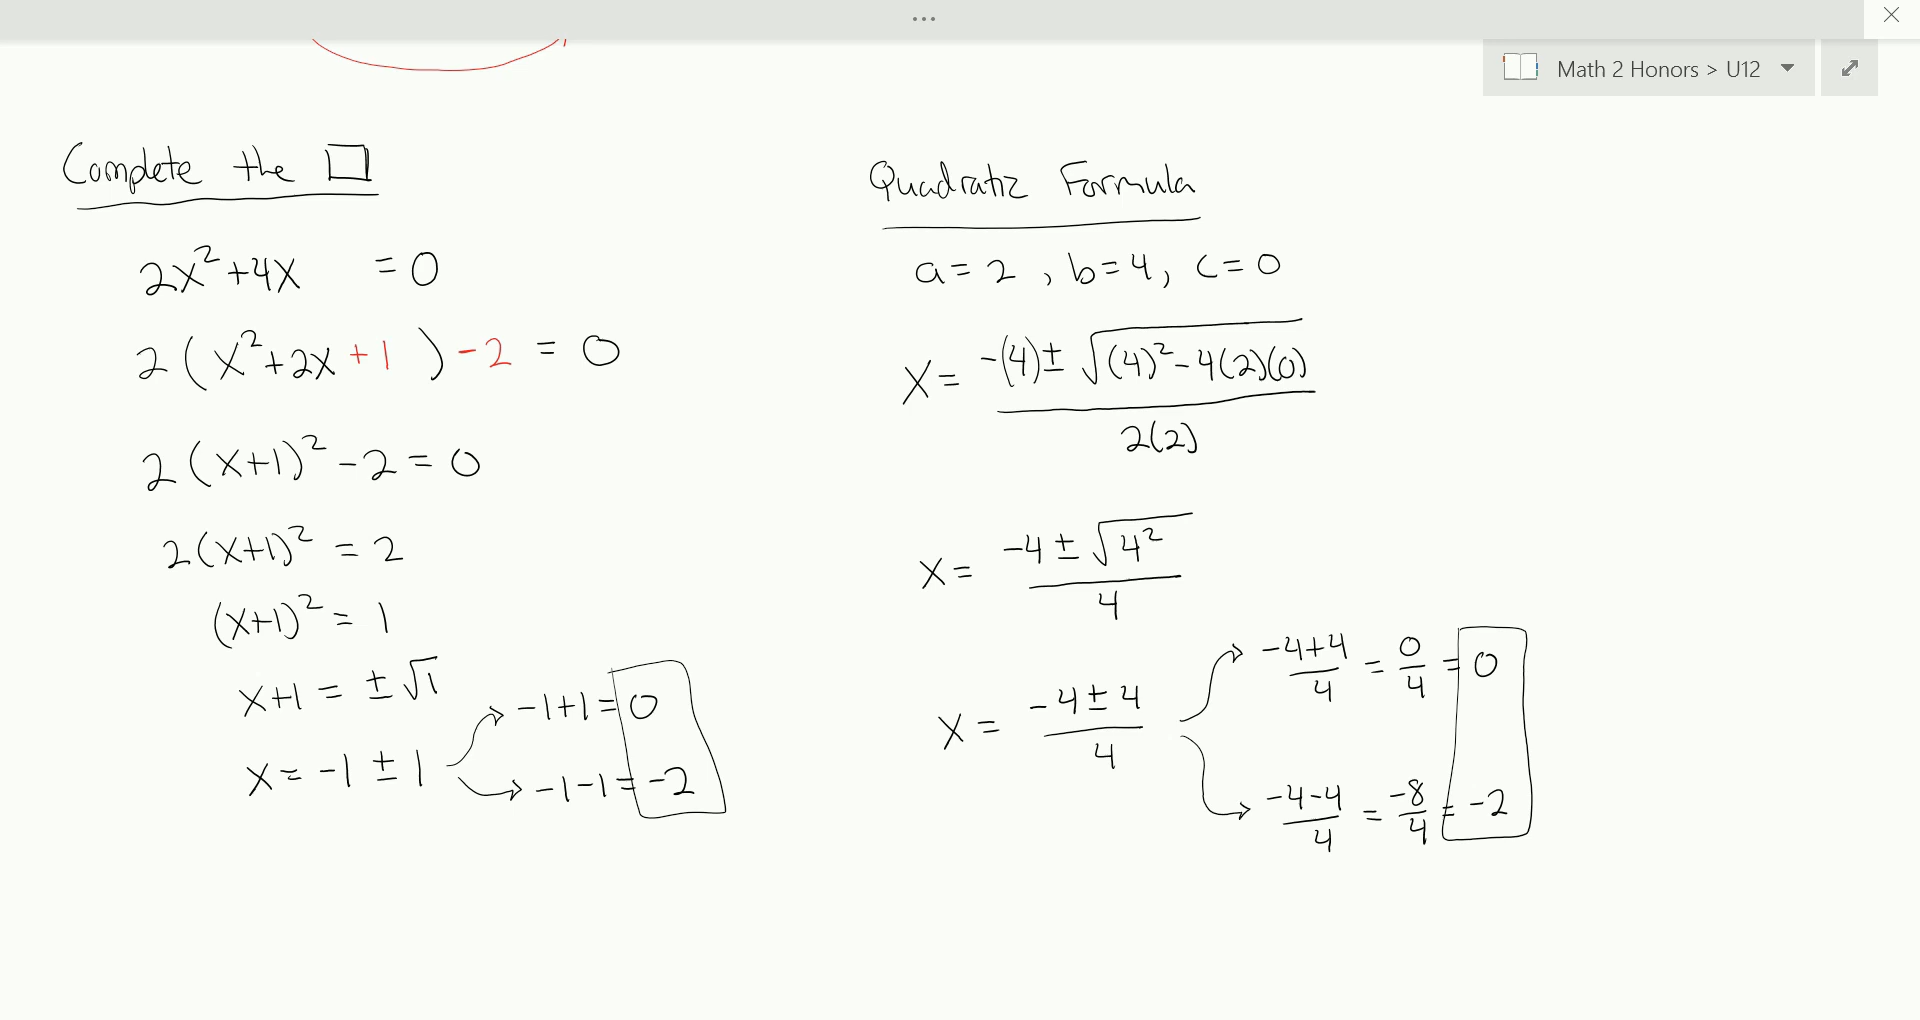 ...
Math 2 Honors > U12
Complete the □
2x²+4x = 0
2(x²+2x+1 )-2 = 0
2(x+1)²-2=0
2(x+1)² = 2
(x+1)² = 1
x+1 = ±√1
x=-1±1
-1+1=0
-1-1=-2
Quadratic Formula
a=2, b=4, c=0
x= (-(4)±√((4)²-4(2)(0)))/(2(2))
x= (-4±√(4²))/4
x= (-4±4)/4
(-4+4)/4 = 0/4 = 0
(-4-4)/4 = -8/4 = -2